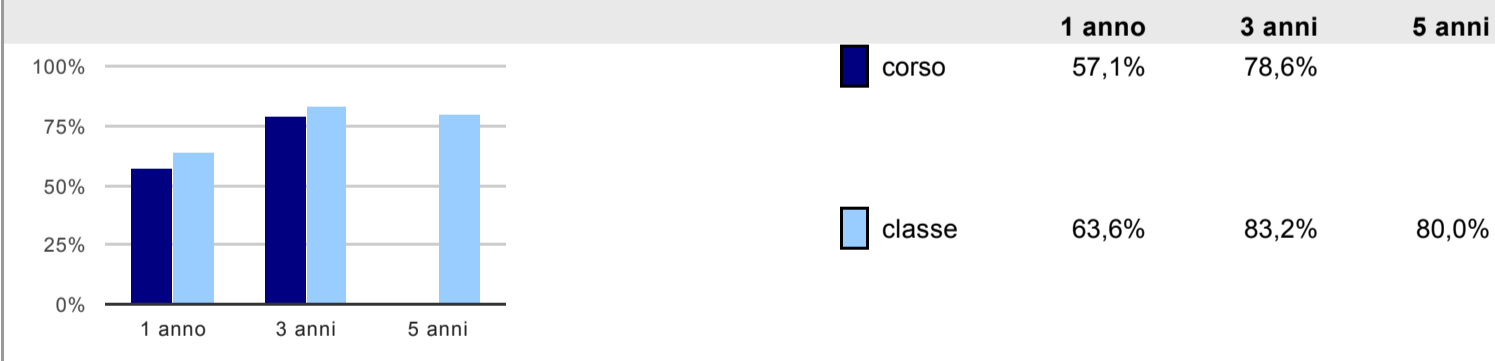 1 anno 3 anni 5 anni
100%
75%
50%
25%
0%
1 anno 3 anni 5 anni
corso 57,1% 78,6%
classe 63,6% 83,2% 80,0%